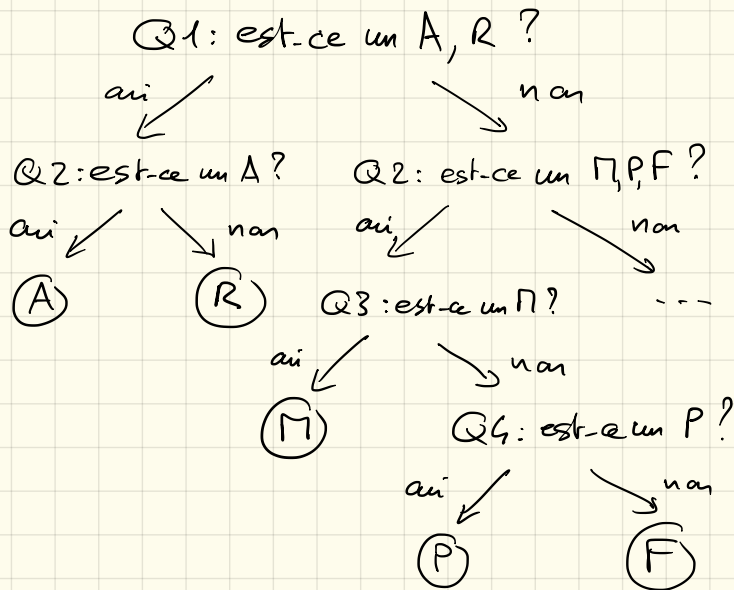 Q1: est-ce un A, R ?
oui non
Q2: est-ce un A ? Q2: est-ce un M, P, F ?
oui non oui non
A R Q3: est-ce un M ? ---
oui non
M Q4: est-ce un P ?
oui non
P F